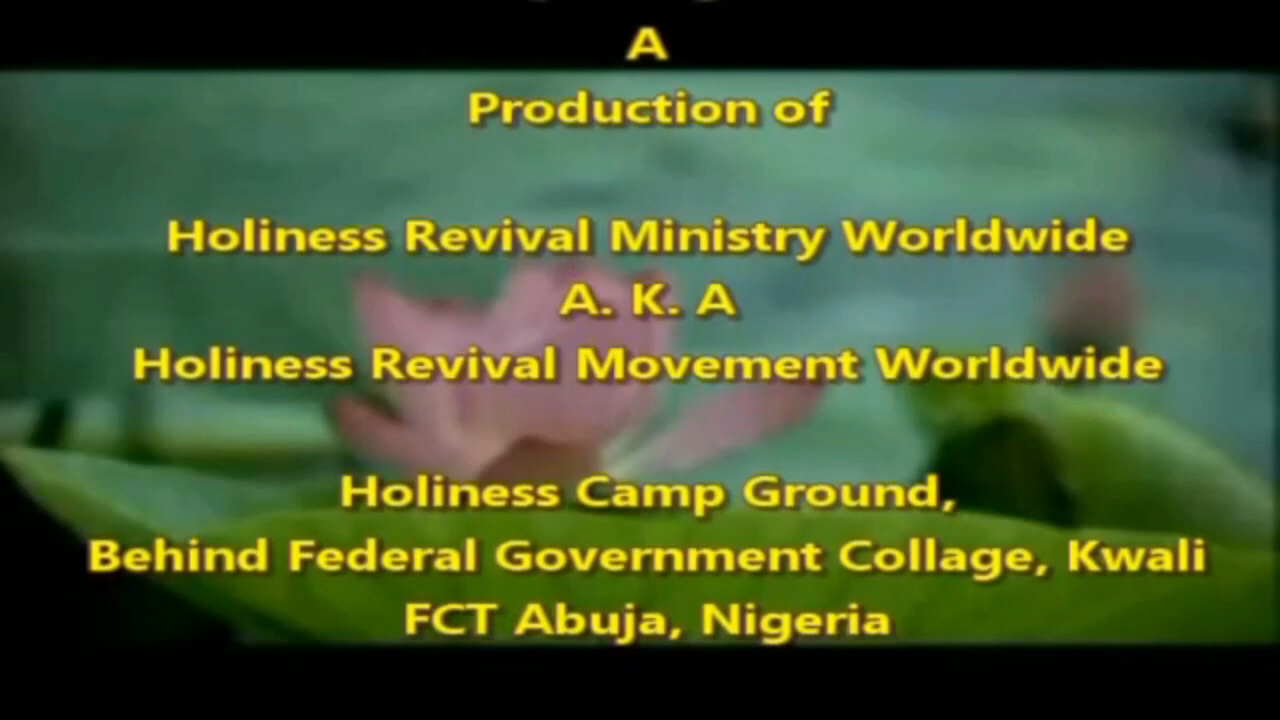 A
Production of
Holiness Revival Ministry Worldwide
A. K. A
Holiness Revival Movement Worldwide
Holiness Camp Ground,
Behind Federal Government Collage, Kwali
FCT Abuja, Nigeria